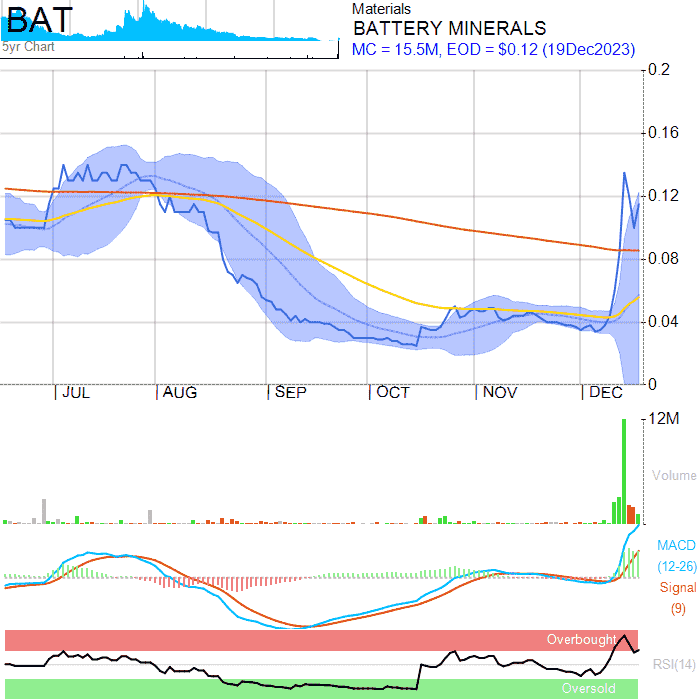 BAT
5yr Chart
Materials
BATTERY MINERALS
MC = 15.5M, EOD = $0.12 (19Dec2023)
0.2
0.16
0.12
0.08
0.04
0
JUL AUG SEP OCT NOV DEC
12M
Volume
MACD
(12-26)
Signal
(9)
Overbought
RSI(14)
Oversold